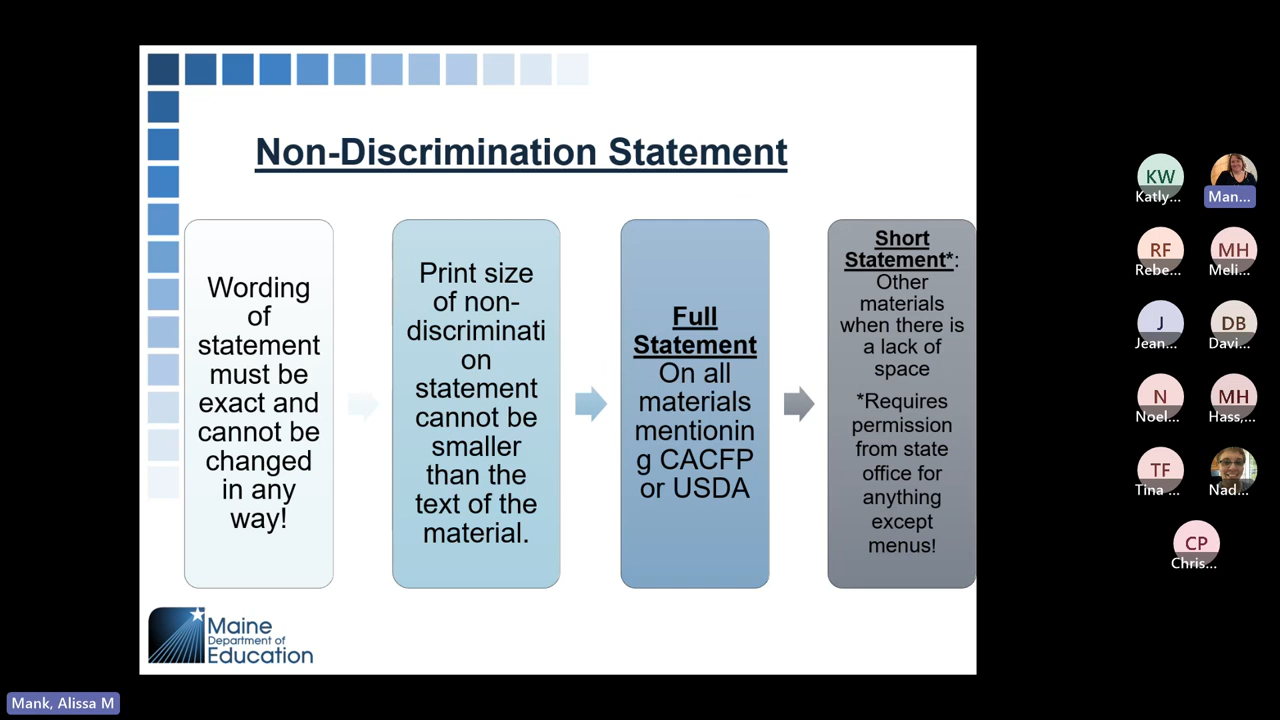 Non-Discrimination Statement
Wording
of
statement
must be
exact and
cannot be
changed
in any
way!
Print size
of non-
discriminati
on
statement
cannot be
smaller
than the
text of the
material.
Full
Statement
On all
materials
mentionin
g CACFP
or USDA
Short
Statement*:
Other
materials
when there is
a lack of
space
*Requires
permission
from state
office for
anything
except
menus!
Maine
Department of
Education
KW
Katly...
Man...
RF
Rebe...
MH
Meli...
J
Jean...
DB
Davi...
N
Noel...
MH
Hass,...
TF
Tina ...
Nad...
CP
Chris...
Mank, Alissa M